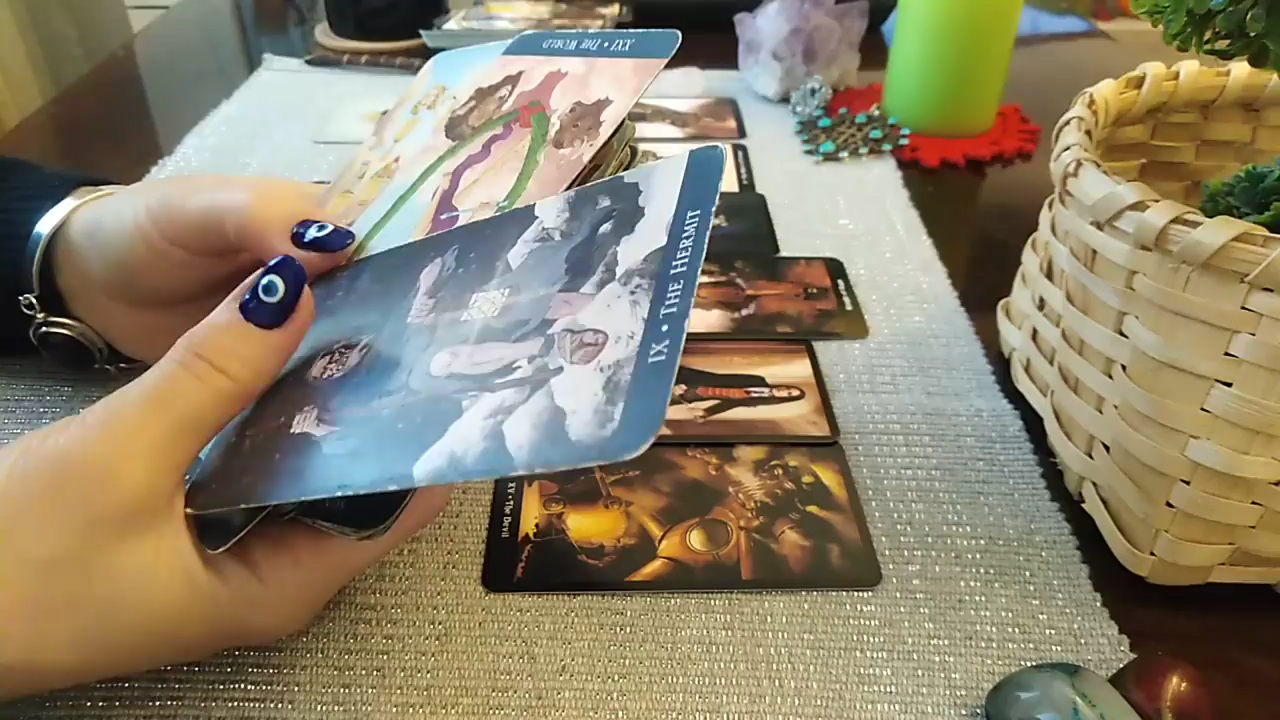 XXI • THE WORLD
IX • THE HERMIT
XV • The Devil